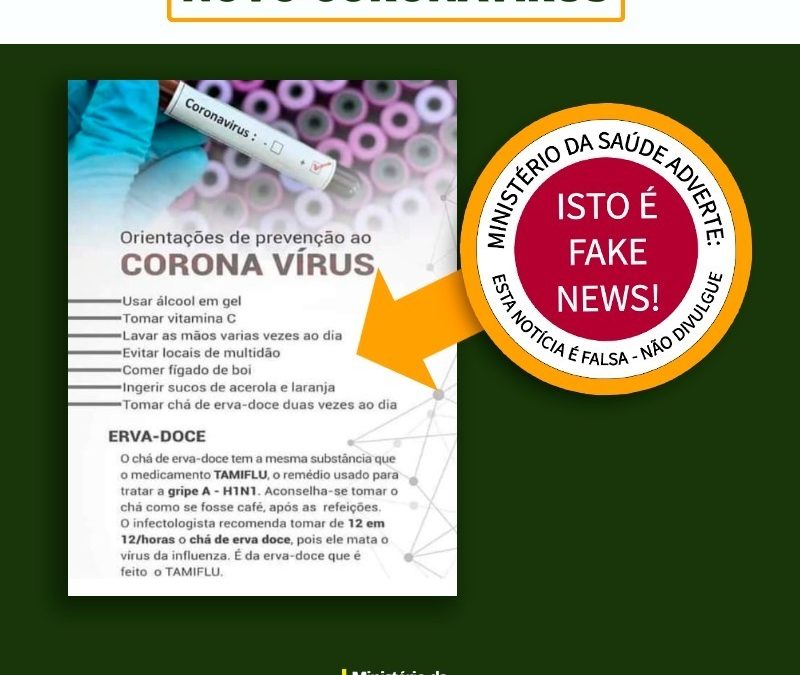 NOVO CORONAVÍRUS
Coronavirus :
- 
+
Orientações de prevenção ao
CORONA VÍRUS
Usar álcool em gel
Tomar vitamina C
Lavar as mãos varias vezes ao dia
Evitar locais de multidão
Comer fígado de boi
Ingerir sucos de acerola e laranja
Tomar chá de erva-doce duas vezes ao dia
ERVA-DOCE
O chá de erva-doce tem a mesma substância que
o medicamento TAMIFLU, o remédio usado para
tratar a gripe A - H1N1. Aconselha-se tomar o
chá como se fosse café, após as refeições.
O infectologista recomenda tomar de 12 em
12/horas o chá de erva doce, pois ele mata o
vírus da influenza. É da erva-doce que é
feito o TAMIFLU.
MINISTÉRIO DA SAÚDE ADVERTE:
ISTO É
FAKE
NEWS!
ESTA NOTÍCIA É FALSA - NÃO DIVULGUE
Ministério da